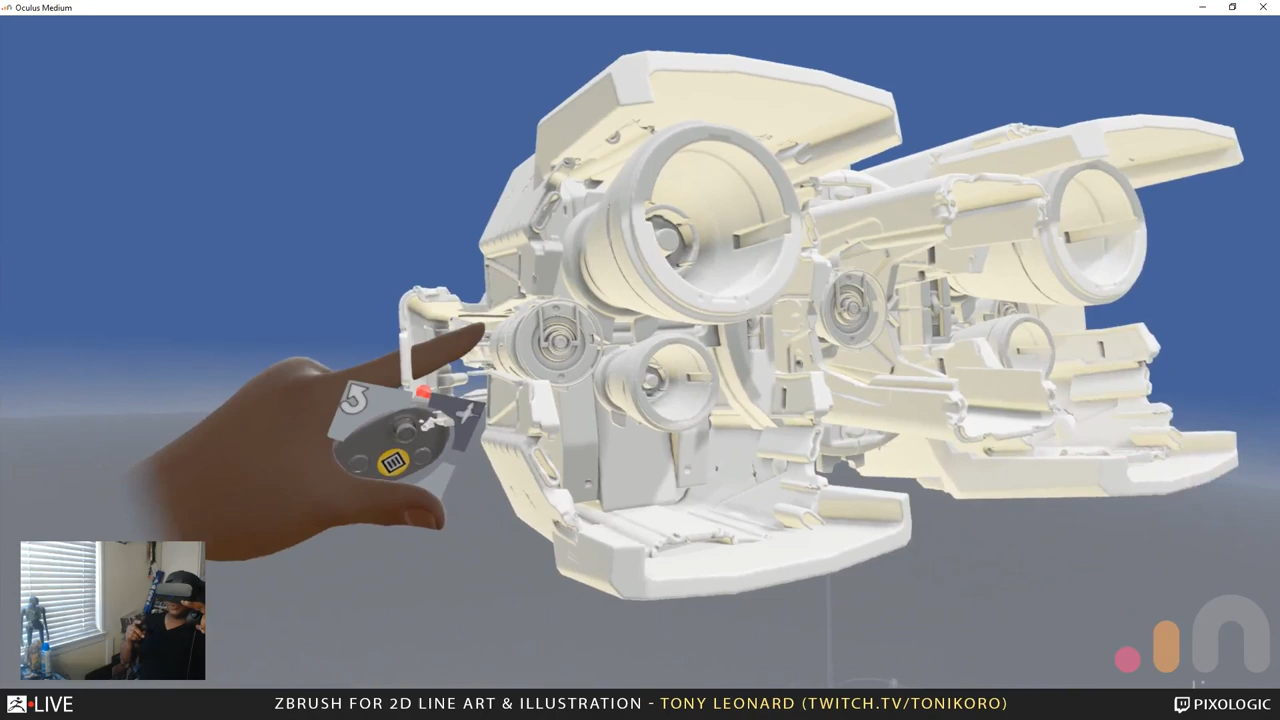 Oculus Medium
5
LIVE
ZBRUSH FOR 2D LINE ART & ILLUSTRATION - TONY LEONARD (TWITCH.TV/TONIKORO)
PIXOLOGIC